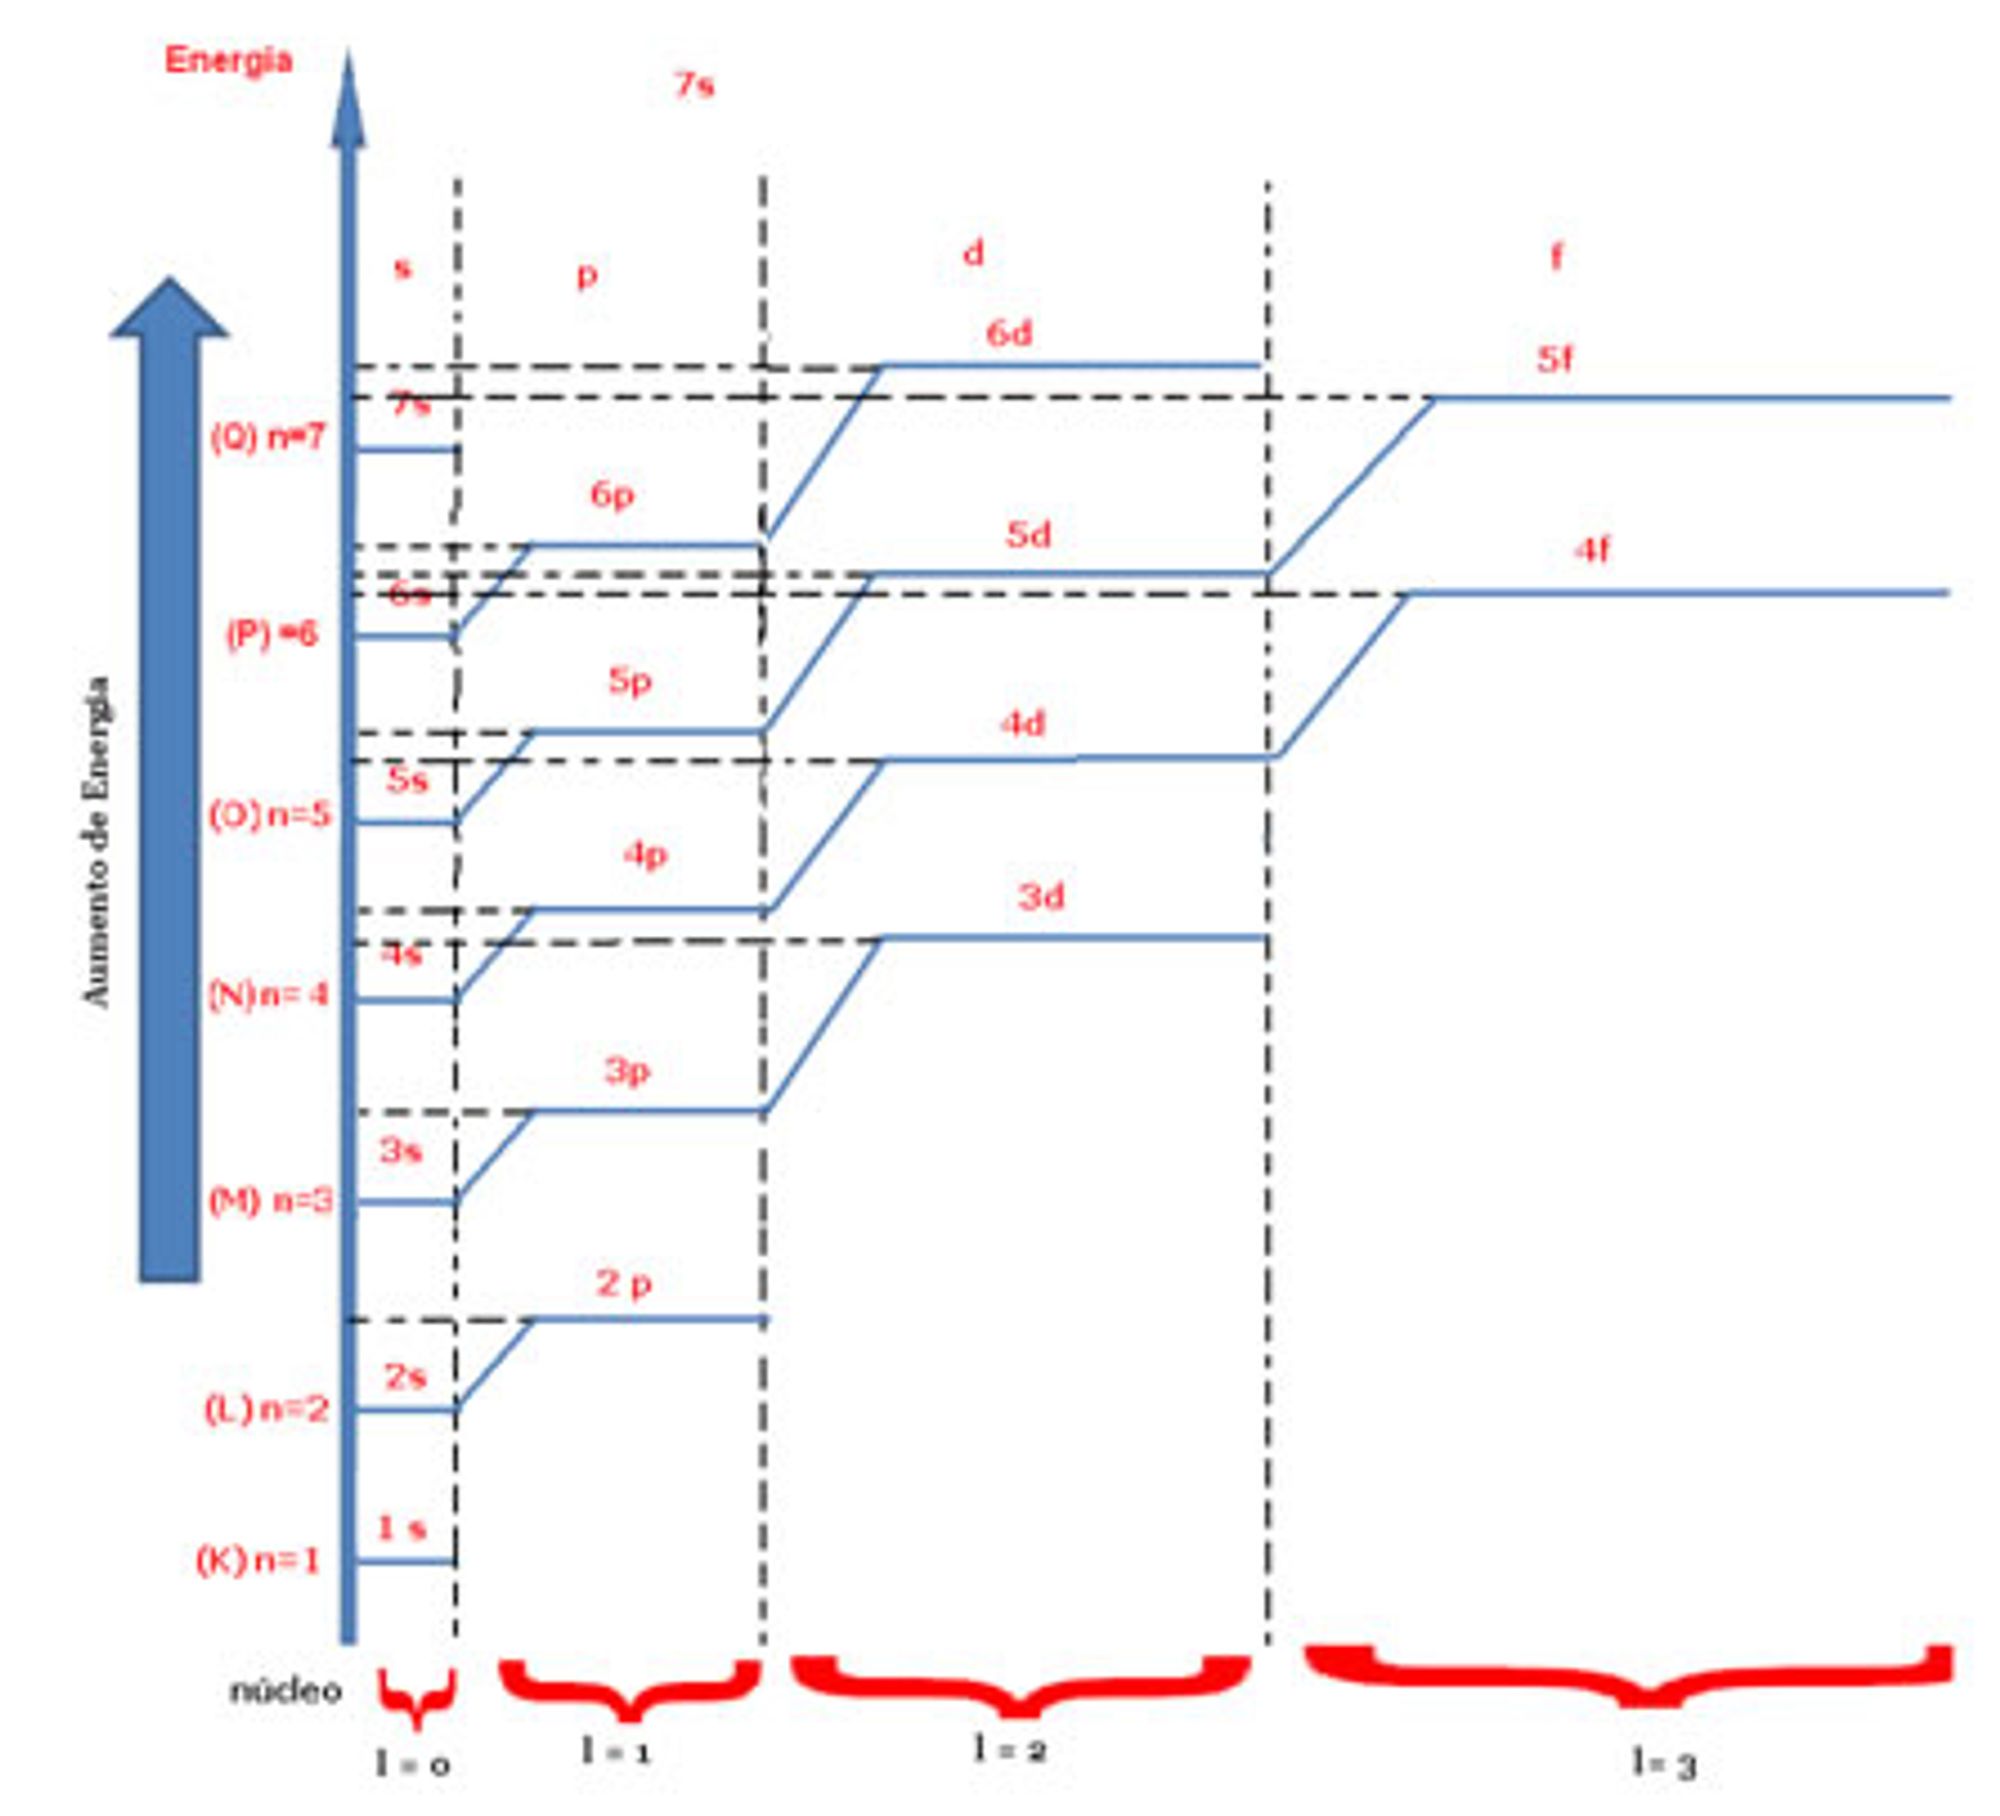 Energia
7s
s
p
d
f
6d
5f
7s
(Q) n=7
6p
5d
4f
6s
(P) =6
5p
4d
5s
(O) n=5
4p
3d
4s
(N) n= 4
3p
3s
(M) n=3
2 p
2s
(L) n=2
1 s
(K) n=1
Aumento de Energia
núcleo
l = 0
l = 1
l = 2
l= 3